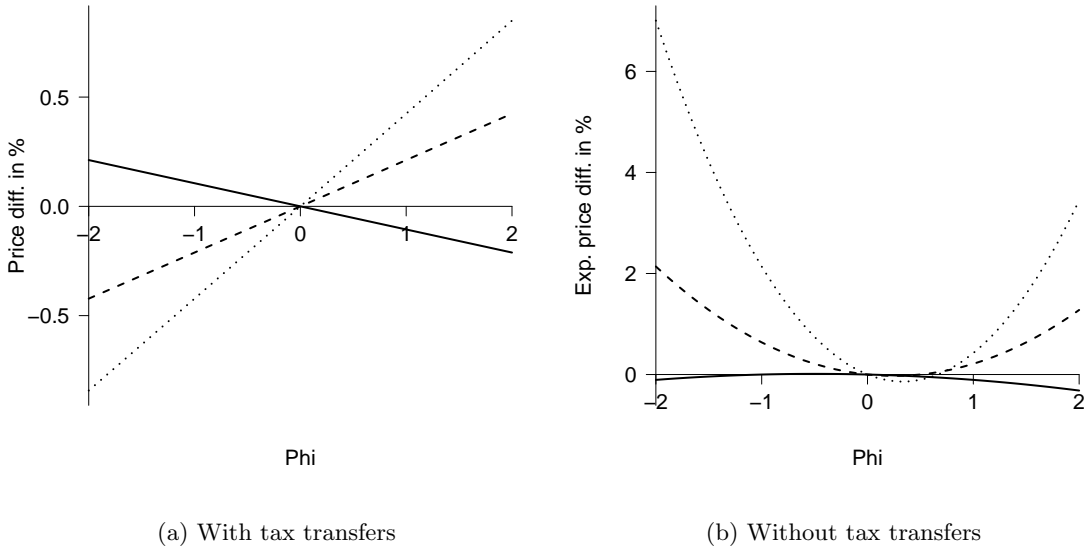 Price diff. in %
0.5
0.0
−0.5
−2
−1
0
1
2
Phi
(a) With tax transfers
Exp. price diff. in %
6
4
2
0
−2
−1
0
1
2
Phi
(b) Without tax transfers